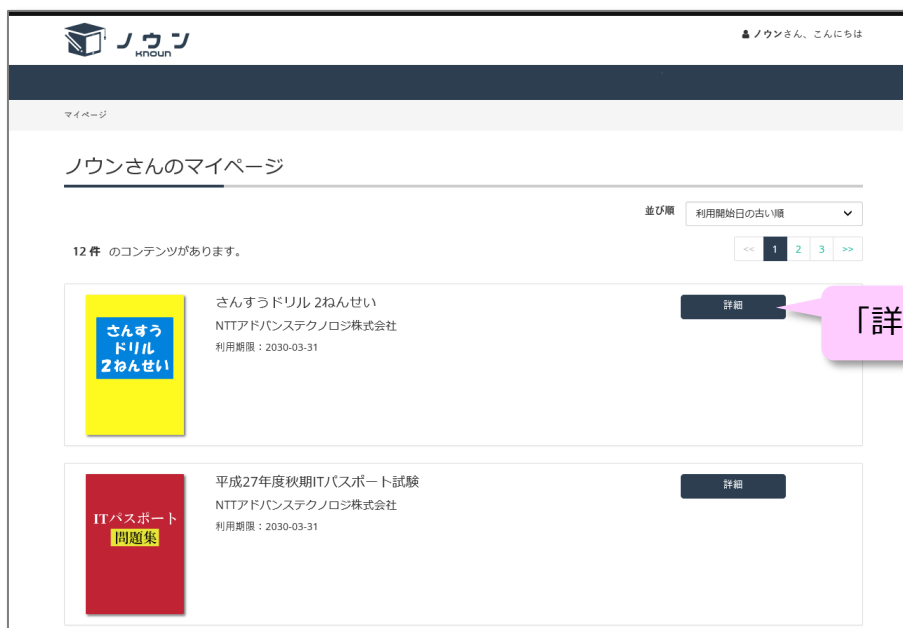 ノウン
KNOUN
ノウンさん、こんにちは
マイページ
ノウンさんのマイページ
並び順
利用開始日の古い順
12件 のコンテンツがあります。
<< 1 2 3 >>
さんすう
ドリル
2ねんせい
さんすうドリル 2ねんせい
NTTアドバンステクノロジ株式会社
利用期限：2030-03-31
詳細
「詳
ITパスポート
問題集
平成27年度秋期ITパスポート試験
NTTアドバンステクノロジ株式会社
利用期限：2030-03-31
詳細